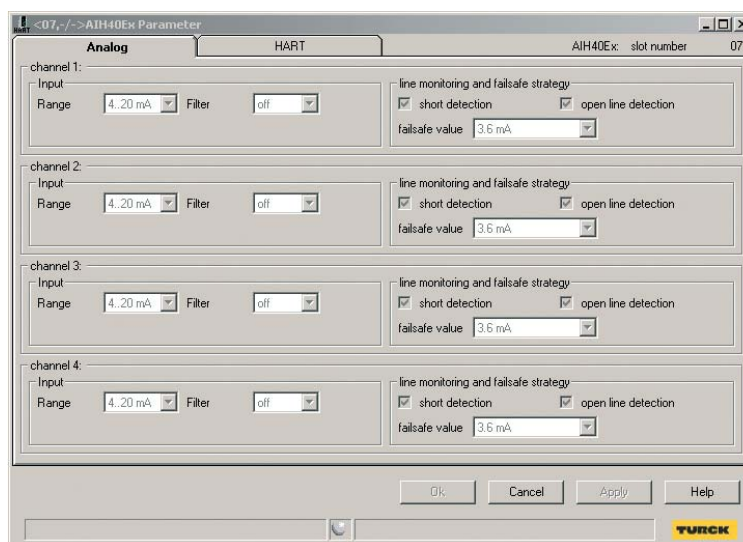 HART <07,-/->AIH40Ex Parameter
Analog HART AIH40Ex: slot number 07
channel 1:
Input line monitoring and failsafe strategy
Range 4..20 mA Filter off short detection open line detection
failsafe value 3.6 mA
channel 2:
Input line monitoring and failsafe strategy
Range 4..20 mA Filter off short detection open line detection
failsafe value 3.6 mA
channel 3:
Input line monitoring and failsafe strategy
Range 4..20 mA Filter off short detection open line detection
failsafe value 3.6 mA
channel 4:
Input line monitoring and failsafe strategy
Range 4..20 mA Filter off short detection open line detection
failsafe value 3.6 mA
Ok Cancel Apply Help
TURCK